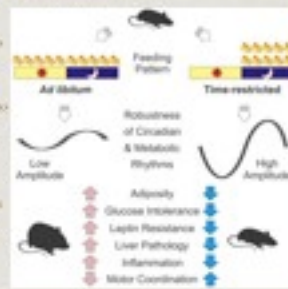 Feeding
Pattern
Ad libitum
Time-restricted
Robustness
of Circadian
& Metabolic
Rhythms
Low
Amplitude
High
Amplitude
Adiposity
Glucose Intolerance
Leptin Resistance
Liver Pathology
Inflammation
Motor Coordination